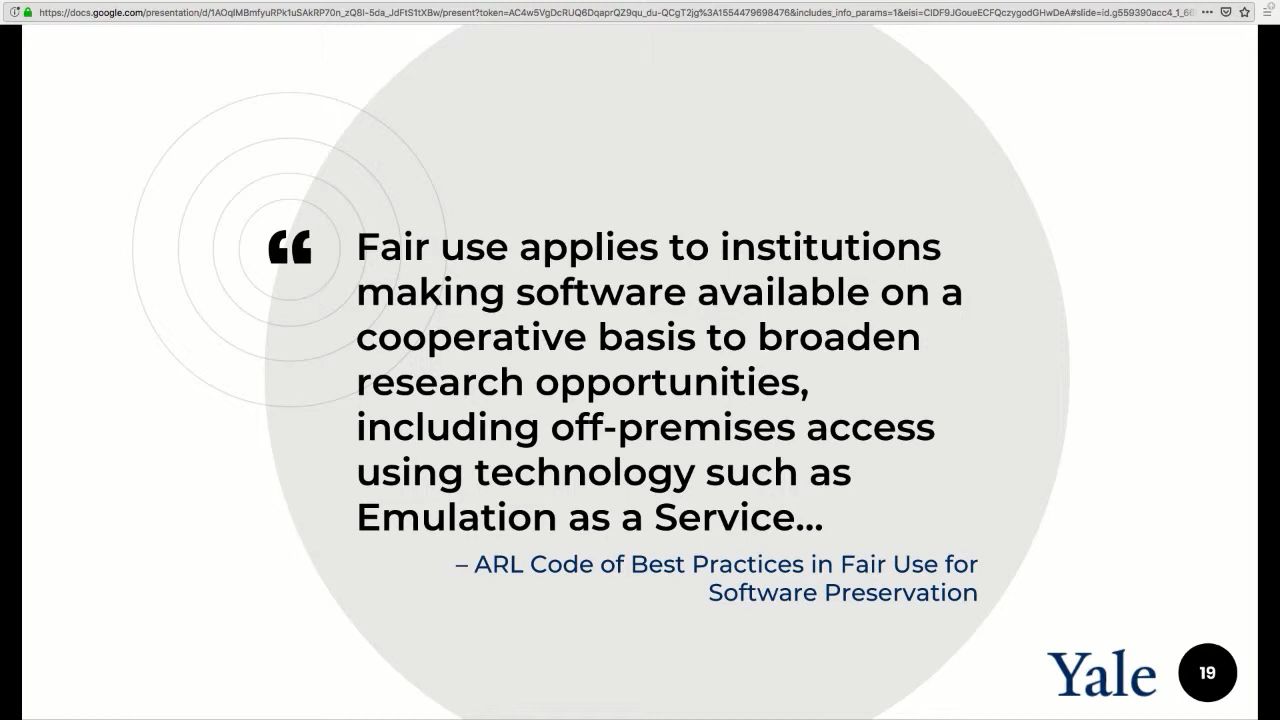 Fair use applies to institutions
making software available on a
cooperative basis to broaden
research opportunities,
including off-premises access
using technology such as
Emulation as a Service...
– ARL Code of Best Practices in Fair Use for
Software Preservation
Yale
19